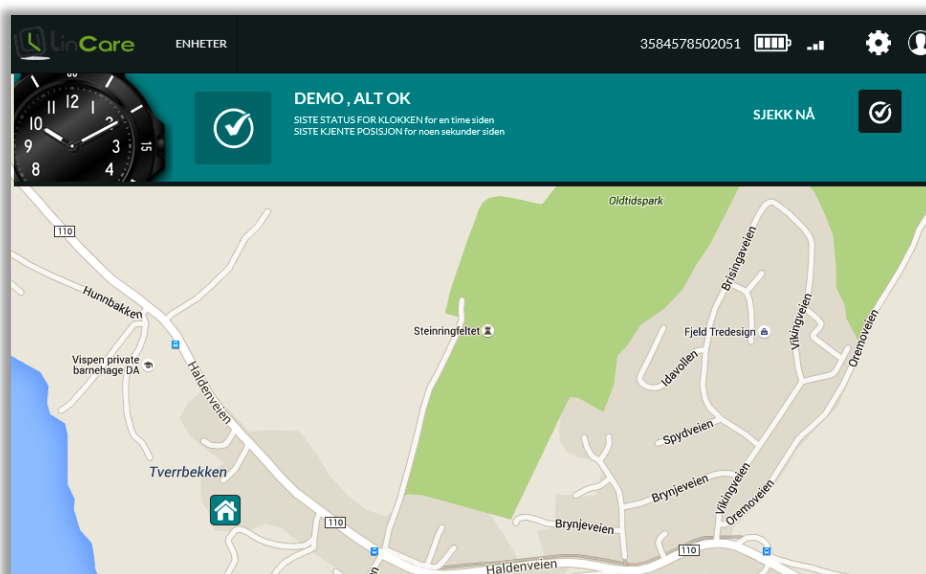 LinCare
ENHETER
3584578502051
DEMO , ALT OK
SISTE STATUS FOR KLOKKEN for en time siden
SISTE KJENTE POSISJON for noen sekunder siden
SJEKK NÅ
11 12 1
10 2
9 3 15
8 4
Oldtidspark
110
Brisingaveien
Hunnbakken
Vikingveien
Oremoveien
Steinringfeltet
Fjeld Tredesign
Vispen private
barnehage DA
Haldenveien
Idavollen
Spydveien
Tverrbekken
Brynjeveien
Vikingveien
Oremoveien
110
Brynjeveien
110
Haldenveien